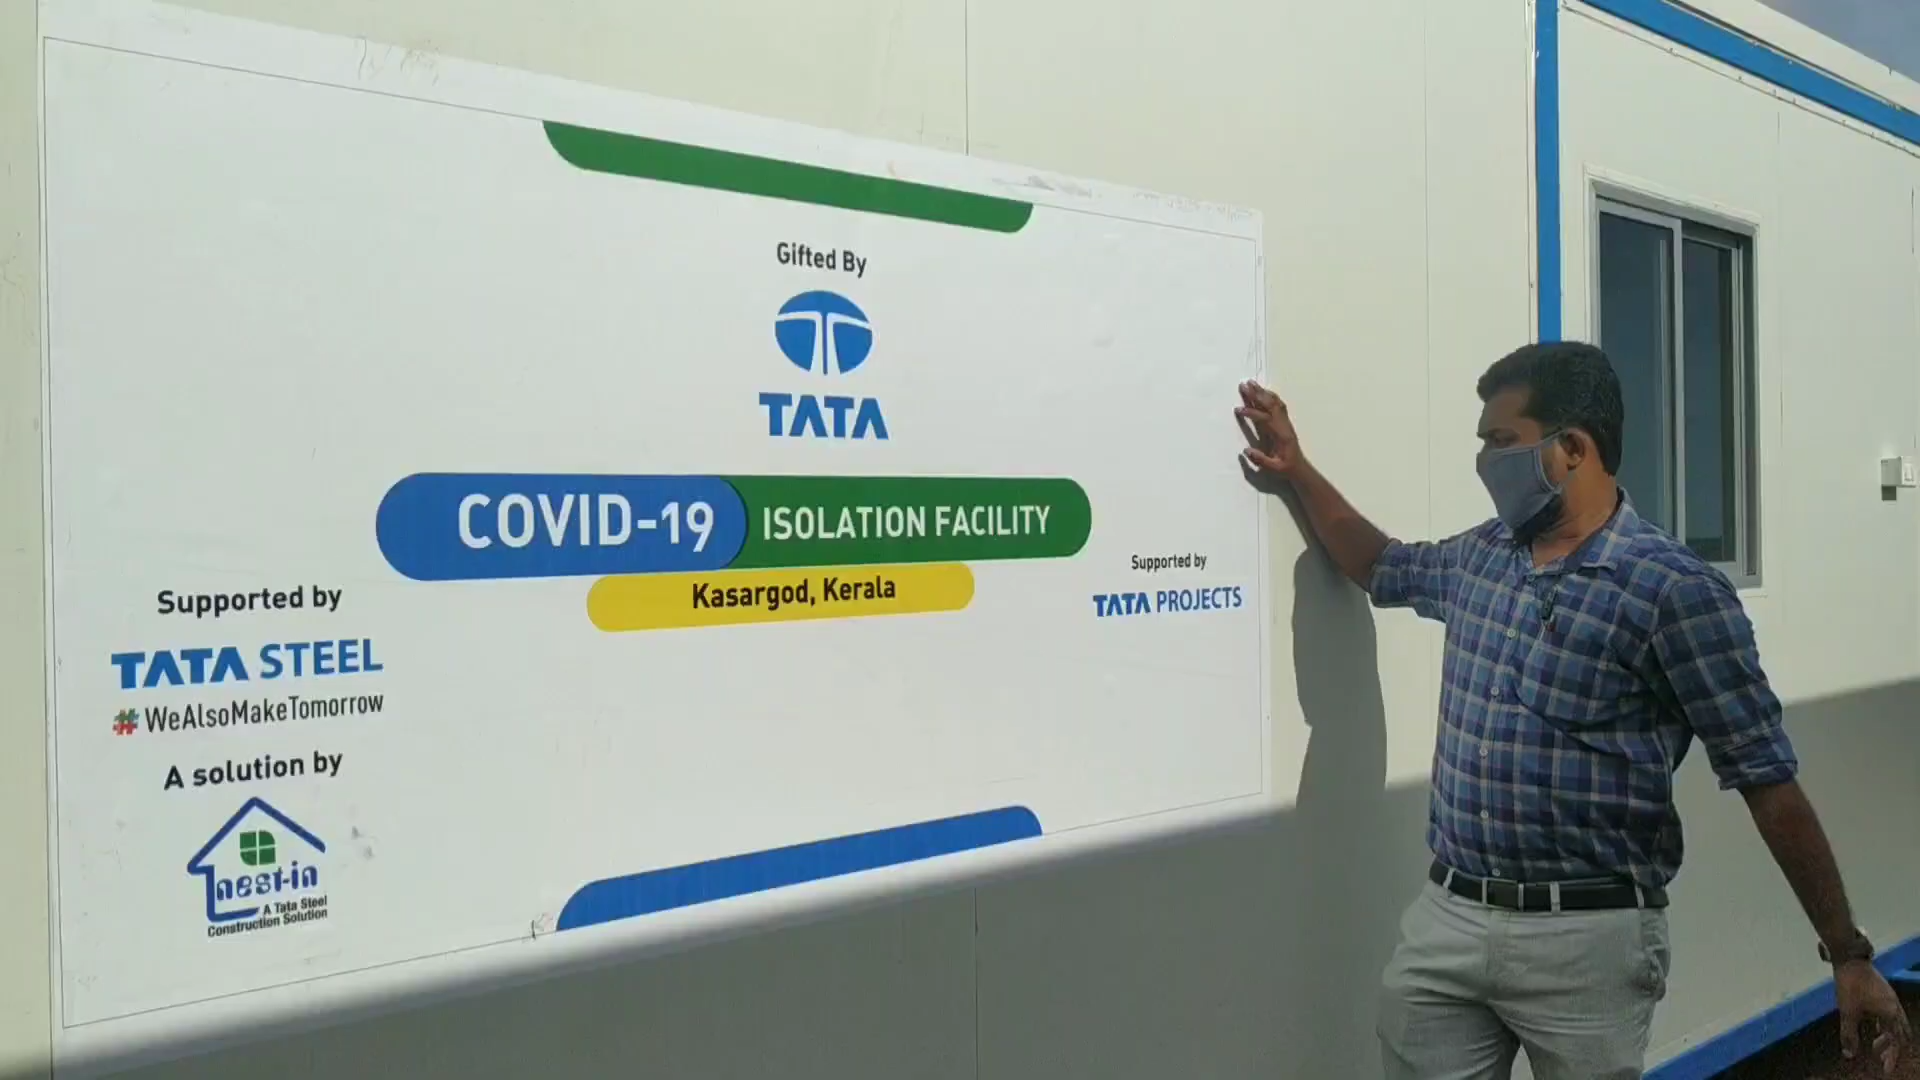 Gifted By
TATA
COVID-19 ISOLATION FACILITY
Kasargod, Kerala
Supported by
TATA STEEL
#WeAlsoMakeTomorrow
A solution by
nest-in
A Tata Steel
Construction Solution
Supported by
TATA PROJECTS